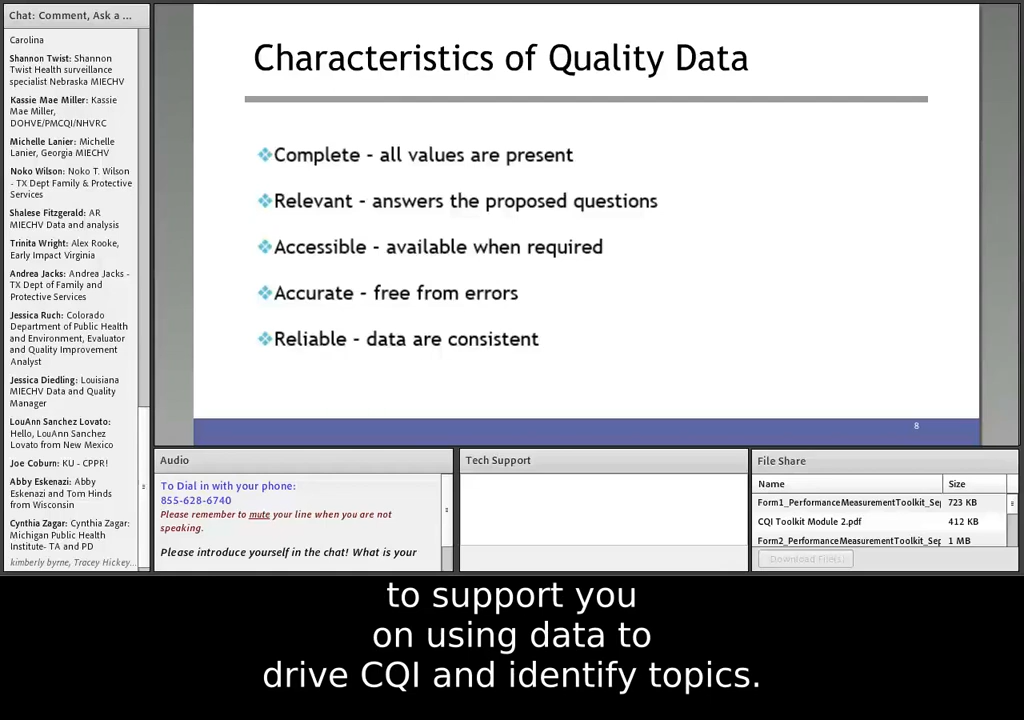 Chat: Comment, Ask a ...
Carolina
Shannon Twist: Shannon
Twist Health surveillance
specialist Nebraska MIECHV
Kassie Mae Miller: Kassie
Mae Miller,
DOHVE/PMCQI/NHVRC
Michelle Lanier: Michelle
Lanier, Georgia MIECHV
Noko Wilson: Noko T. Wilson
- TX Dept Family & Protective
Services
Shalese Fitzgerald: AR
MIECHV Data and analysis
Trinita Wright: Alex Rooke,
Early Impact Virginia
Andrea Jacks: Andrea Jacks -
TX Dept of Family and
Protective Services
Jessica Ruch: Colorado
Department of Public Health
and Environment, Evaluator
and Quality Improvement
Analyst
Jessica Diedling: Louisiana
MIECHV Data and Quality
Manager
LouAnn Sanchez Lovato:
Hello, LouAnn Sanchez
Lovato from New Mexico
Joe Coburn: KU - CPPR!
Abby Eskenazi: Abby
Eskenazi and Tom Hinds
from Wisconsin
Cynthia Zagar: Cynthia Zagar:
Michigan Public Health
Institute- TA and PD
kimberly byrne, Tracey Hickey...
Characteristics of Quality Data
❖Complete - all values are present
❖Relevant - answers the proposed questions
❖Accessible - available when required
❖Accurate - free from errors
❖Reliable - data are consistent
8
Audio
To Dial in with your phone:
855-628-6740
Please remember to mute your line when you are not
speaking.
Please introduce yourself in the chat! What is your
Tech Support
File Share
Name Size
Form1_PerformanceMeasurementToolkit_Sep 723 KB
CQI Toolkit Module 2.pdf 412 KB
Form2_PerformanceMeasurementToolkit_Sep 1 MB
Download File(s)
to support you
on using data to
drive CQI and identify topics.